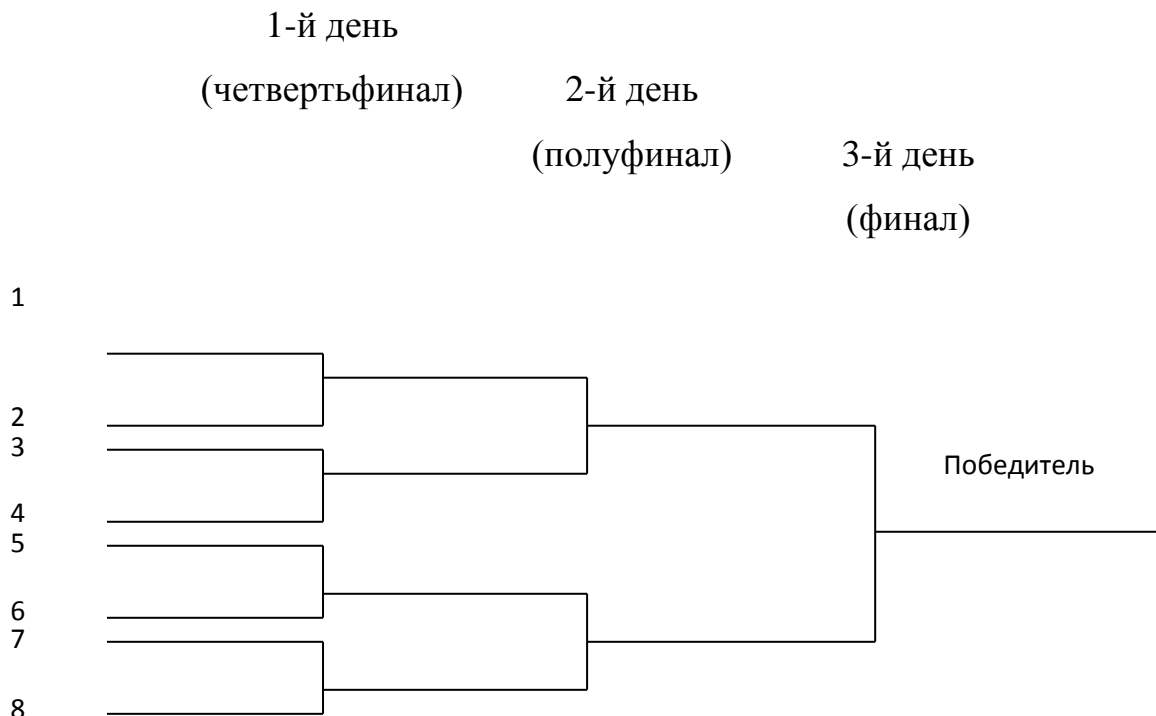 1-й день
(четвертьфинал)
2-й день
(полуфинал)
3-й день
(финал)
1
2
3
Победитель
4
5
6
7
8